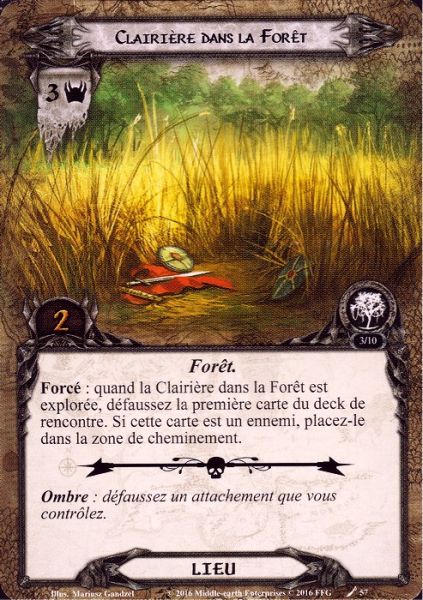 Clairière dans la Forêt
3
2
3/10
Forêt.
Forcé : quand la Clairière dans la Forêt est
explorée, défaussez la première carte du deck de
rencontre. Si cette carte est un ennemi, placez-le
dans la zone de cheminement.
Ombre : défaussez un attachement que vous
contrôlez.
LIEU
Illus. Mariusz Gandzel © 2016 Middle-earth Enterprises © 2016 FFG 57